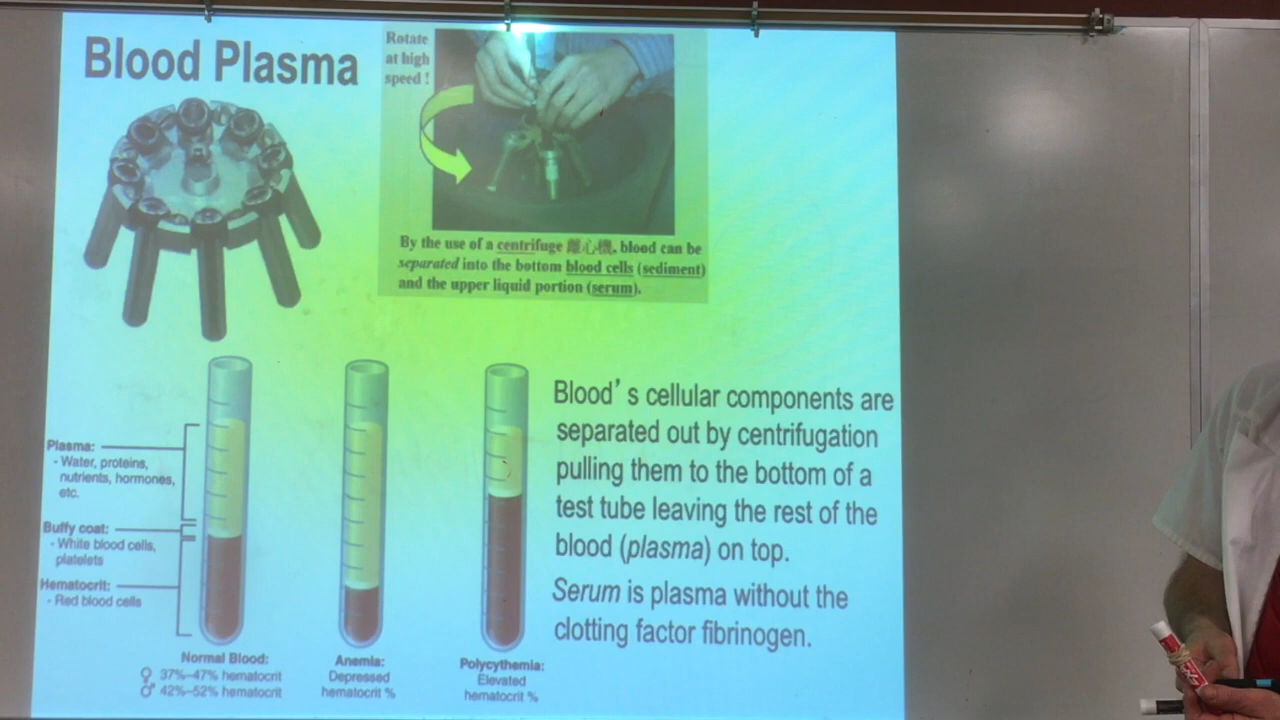 Blood Plasma
Rotate
at high
speed !
By the use of a centrifuge 離心機, blood can be
separated into the bottom blood cells (sediment)
and the upper liquid portion (serum).
Plasma:
- Water, proteins,
nutrients, hormones,
etc.
Buffy coat:
- White blood cells,
platelets
Hematocrit:
- Red blood cells
Normal Blood:
♀ 37%–47% hematocrit
♂ 42%–52% hematocrit
Anemia:
Depressed
hematocrit %
Polycythemia:
Elevated
hematocrit %
Blood’s cellular components are
separated out by centrifugation
pulling them to the bottom of a
test tube leaving the rest of the
blood (plasma) on top.
Serum is plasma without the
clotting factor fibrinogen.